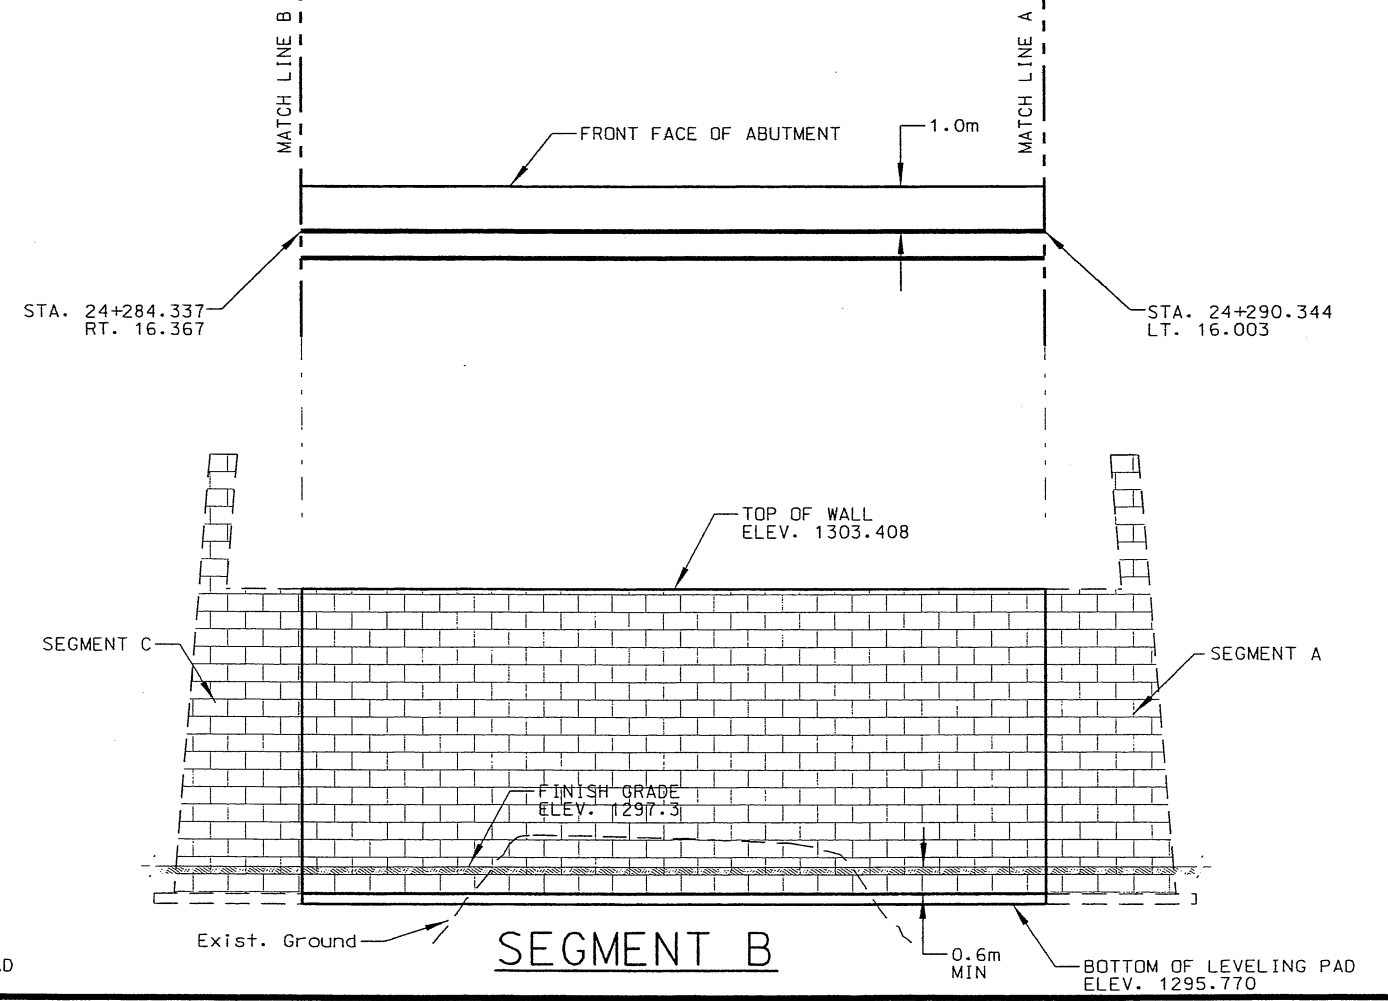 MATCH LINE B
MATCH LINE A
FRONT FACE OF ABUTMENT
1.0m
STA. 24+284.337
RT. 16.367
STA. 24+290.344
LT. 16.003
TOP OF WALL
ELEV. 1303.408
SEGMENT C
SEGMENT A
FINISH GRADE
ELEV. 1297.3
Exist. Ground
SEGMENT B
0.6m
MIN
BOTTOM OF LEVELING PAD
ELEV. 1295.770